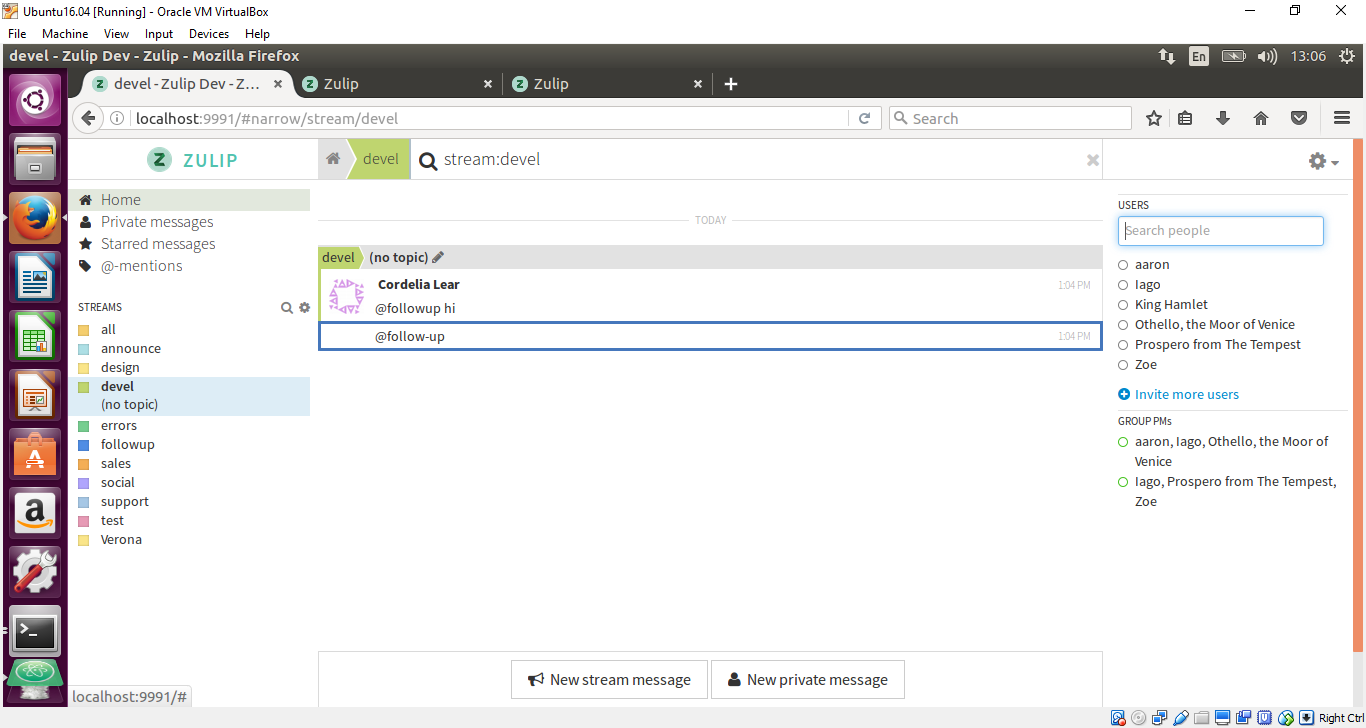 Ubuntu16.04 [Running] - Oracle VM VirtualBox
File Machine View Input Devices Help
devel - Zulip Dev - Zulip - Mozilla Firefox
En 13:06
devel - Zulip Dev - Z...
Zulip
Zulip
localhost:9991/#narrow/stream/devel
Search
Z ZULIP
devel stream:devel
Home
Private messages
Starred messages
@-mentions
STREAMS
all
announce
design
devel
(no topic)
errors
followup
sales
social
support
test
Verona
TODAY
devel (no topic)
Cordelia Lear 1:04 PM
@followup hi
@follow-up 1:04 PM
New stream message
New private message
USERS
Search people
aaron
Iago
King Hamlet
Othello, the Moor of Venice
Prospero from The Tempest
Zoe
Invite more users
GROUP PMs
aaron, Iago, Othello, the Moor of
Venice
Iago, Prospero from The Tempest,
Zoe
localhost:9991/#
Right Ctrl